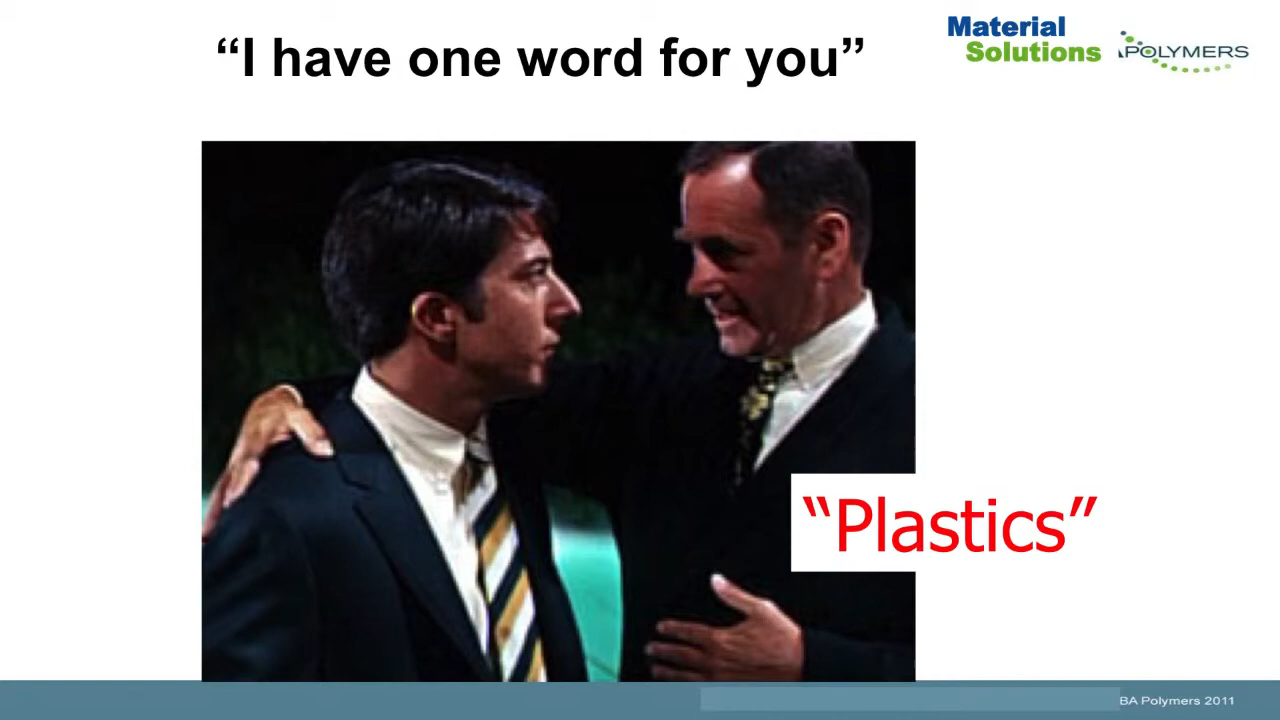 “I have one word for you”
Material
Solutions
POLYMERS
“Plastics”
BA Polymers 2011